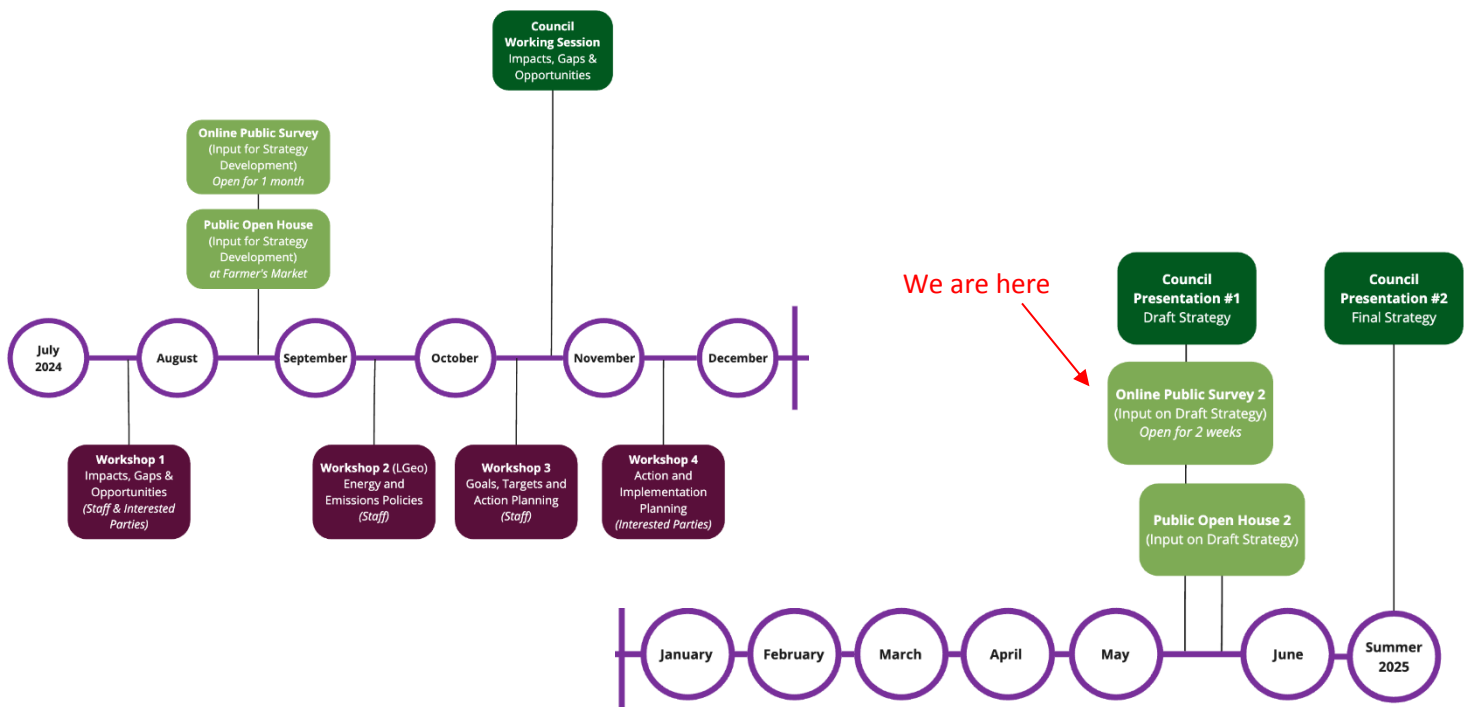 Council
Working Session
Impacts, Gaps &
Opportunities
Online Public Survey
(Input for Strategy
Development)
Open for 1 month
Public Open House
(Input for Strategy
Development)
at Farmer's Market
July
2024
August
September
October
November
December
Workshop 1
Impacts, Gaps &
Opportunities
(Staff & Interested
Parties)
Workshop 2 (LGeo)
Energy and
Emissions Policies
(Staff)
Workshop 3
Goals, Targets and
Action Planning
(Staff)
Workshop 4
Action and
Implementation
Planning
(Interested Parties)
We are here
Council
Presentation #1
Draft Strategy
Council
Presentation #2
Final Strategy
Online Public Survey 2
(Input on Draft Strategy)
Open for 2 weeks
Public Open House 2
(Input on Draft Strategy)
January
February
March
April
May
June
Summer
2025